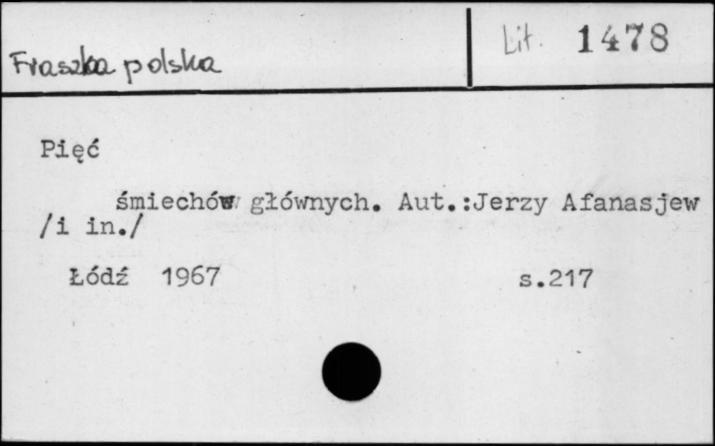 Fraszka polska
Lit. 1478
Pięć
śmiechów głównych. Aut.:Jerzy Afanasjew
/i in./
Łódź 1967 s.217